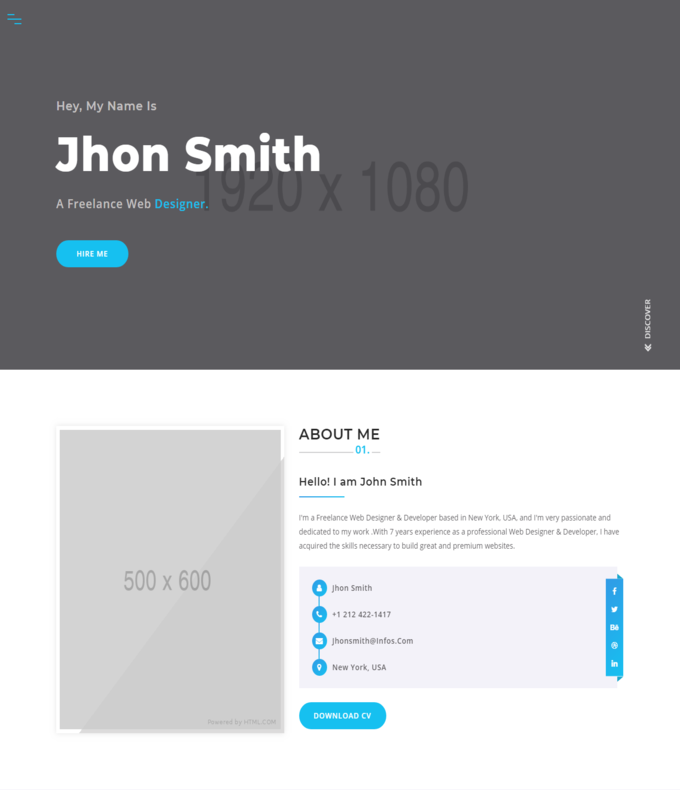 Hey, My Name Is
Jhon Smith
1920 x 1080
A Freelance Web Designer.
HIRE ME
DISCOVER
500 x 600
Powered by HTML.COM
ABOUT ME
01.
Hello! I am John Smith
I'm a Freelance Web Designer & Developer based in New York, USA, and I'm very passionate and
dedicated to my work .With 7 years experience as a professional Web Designer & Developer, I have
acquired the skills necessary to build great and premium websites.
Jhon Smith
+1 212 422-1417
Jhonsmith@Infos.Com
New York, USA
Bē
in
DOWNLOAD CV